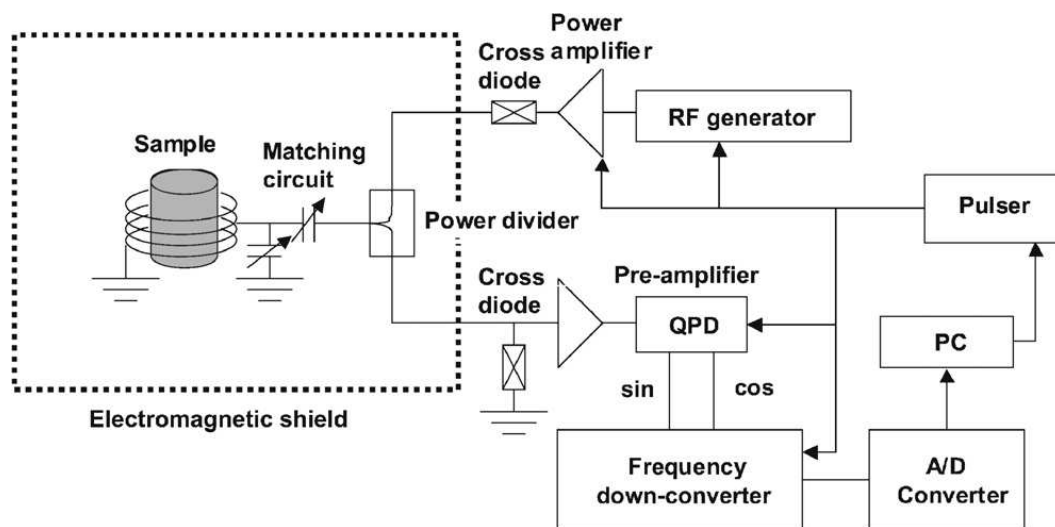 Power
amplifier
Cross
diode
RF generator
Sample
Matching
circuit
Power divider
Pulser
Cross
diode
Pre-amplifier
QPD
PC
sin
cos
Electromagnetic shield
Frequency
down-converter
A/D
Converter